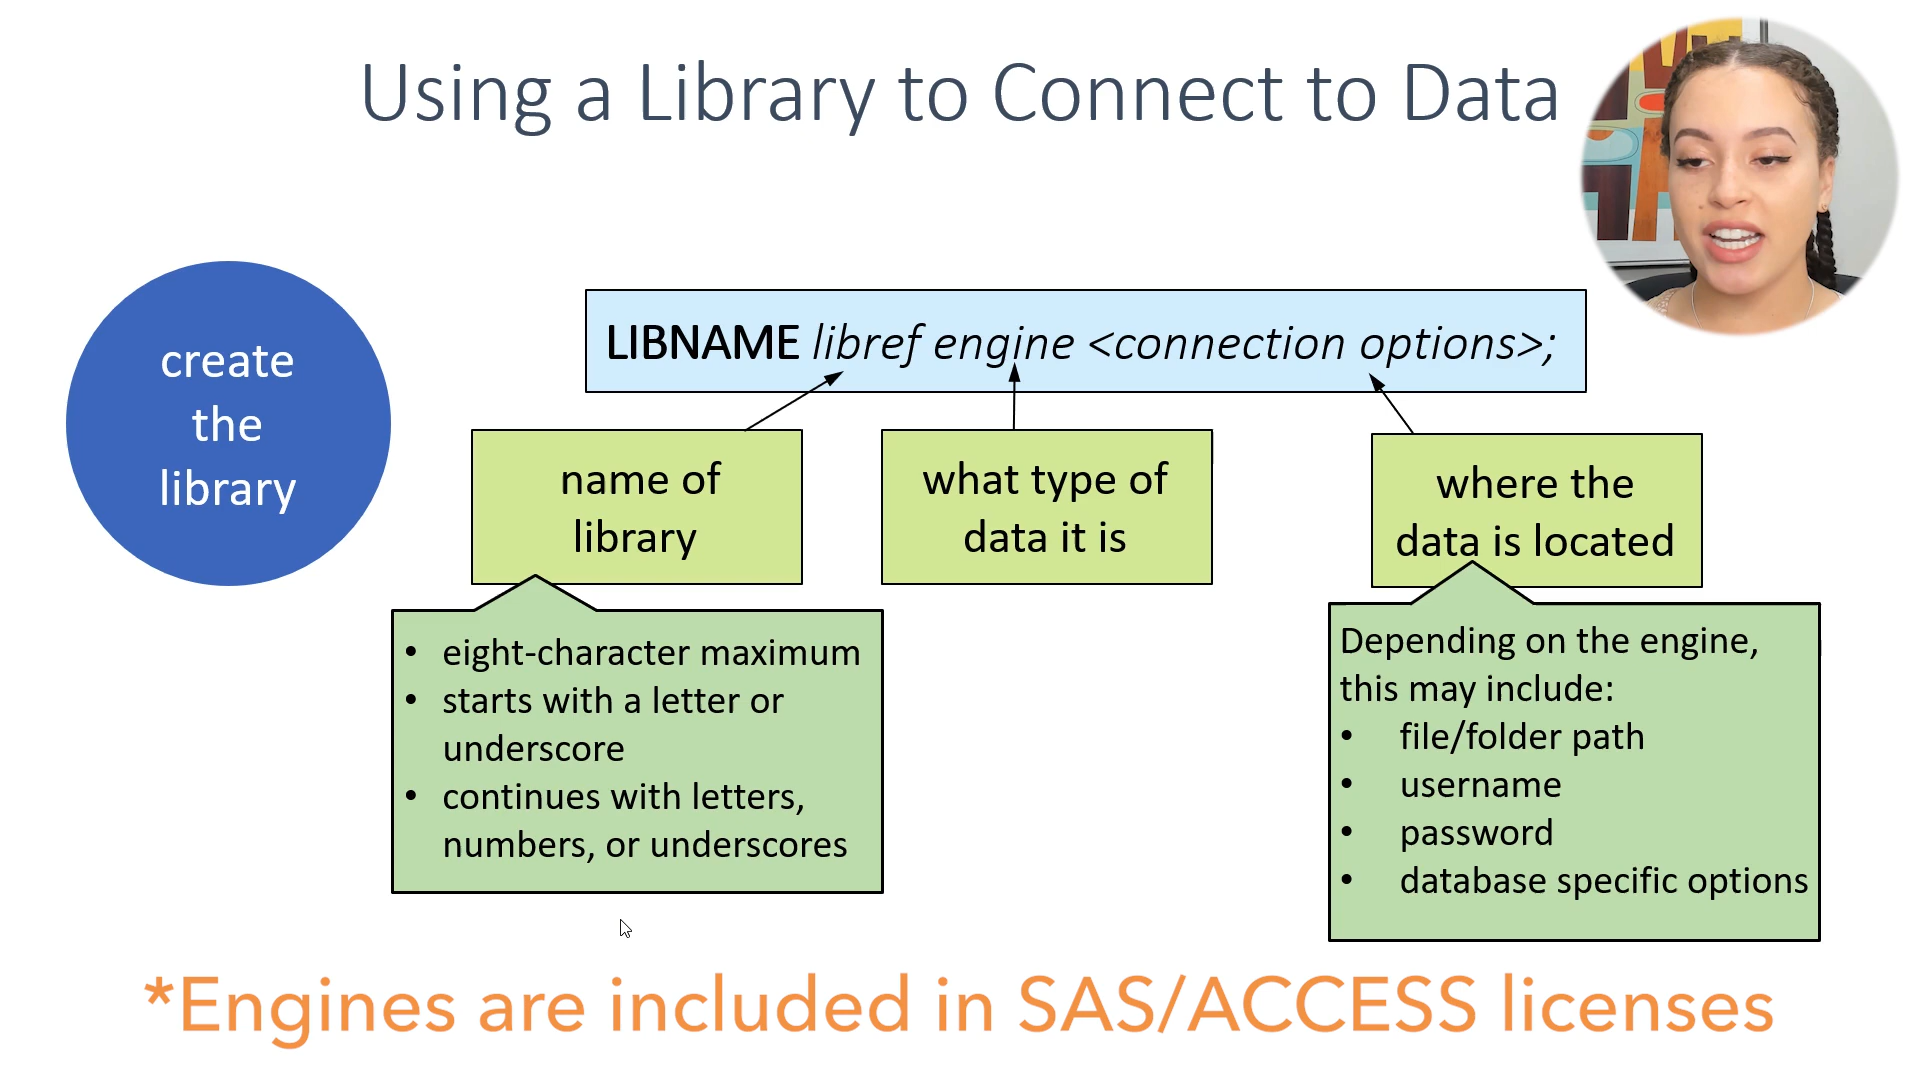 Using a Library to Connect to Data
create
the
library
LIBNAME libref engine <connection options>;
name of
library
what type of
data it is
where the
data is located
• eight-character maximum
• starts with a letter or
underscore
• continues with letters,
numbers, or underscores
Depending on the engine,
this may include:
• file/folder path
• username
• password
• database specific options
*Engines are included in SAS/ACCESS licenses